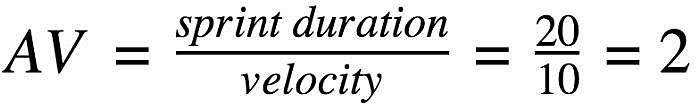 AV = sprint duration / velocity = 20 / 10 = 2